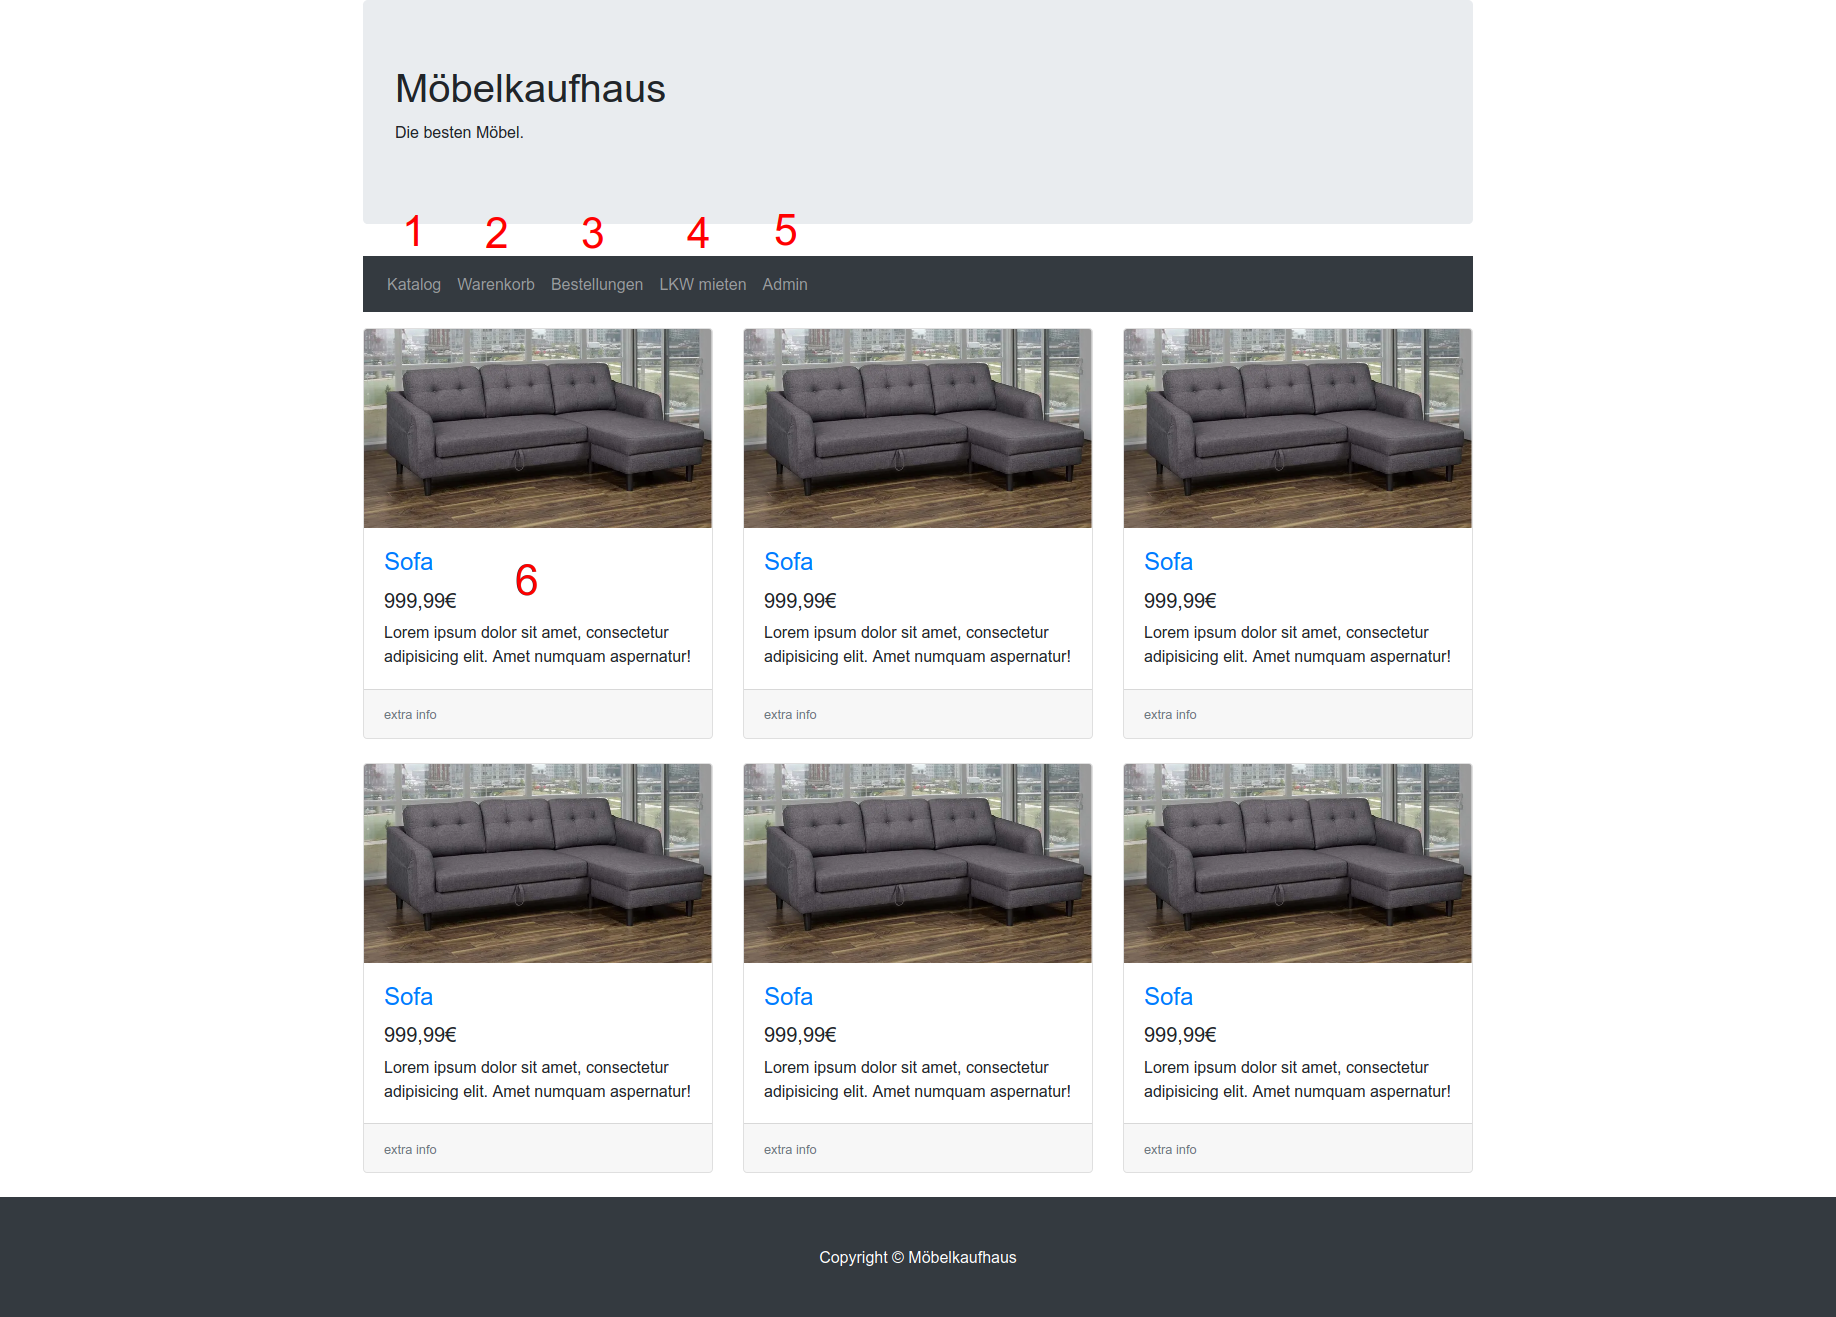 Möbelkaufhaus
Die besten Möbel.
1 2 3 4 5
Katalog Warenkorb Bestellungen LKW mieten Admin
Sofa Sofa Sofa
6
999,99€ 999,99€ 999,99€
Lorem ipsum dolor sit amet, consectetur Lorem ipsum dolor sit amet, consectetur Lorem ipsum dolor sit amet, consectetur
adipisicing elit. Amet numquam aspernatur! adipisicing elit. Amet numquam aspernatur! adipisicing elit. Amet numquam aspernatur!
extra info extra info extra info
Sofa Sofa Sofa
999,99€ 999,99€ 999,99€
Lorem ipsum dolor sit amet, consectetur Lorem ipsum dolor sit amet, consectetur Lorem ipsum dolor sit amet, consectetur
adipisicing elit. Amet numquam aspernatur! adipisicing elit. Amet numquam aspernatur! adipisicing elit. Amet numquam aspernatur!
extra info extra info extra info
Copyright © Möbelkaufhaus